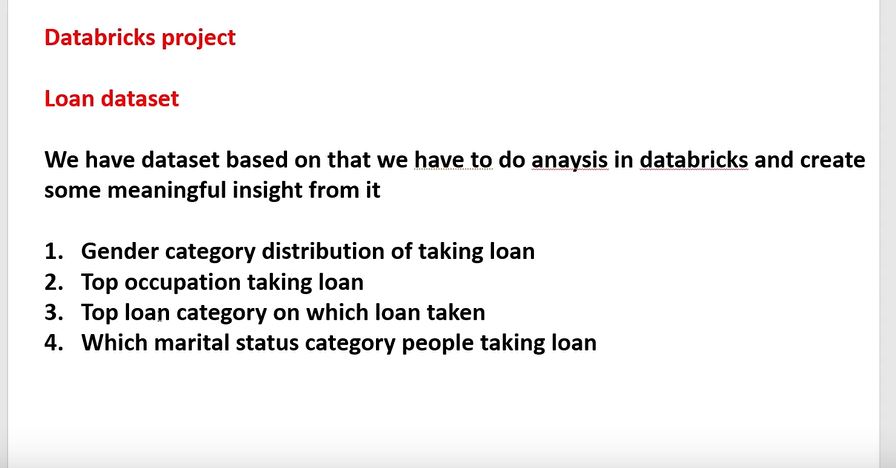 Databricks project
Loan dataset
We have dataset based on that we have to do anaysis in databricks and create
some meaningful insight from it
1. Gender category distribution of taking loan
2. Top occupation taking loan
3. Top loan category on which loan taken
4. Which marital status category people taking loan